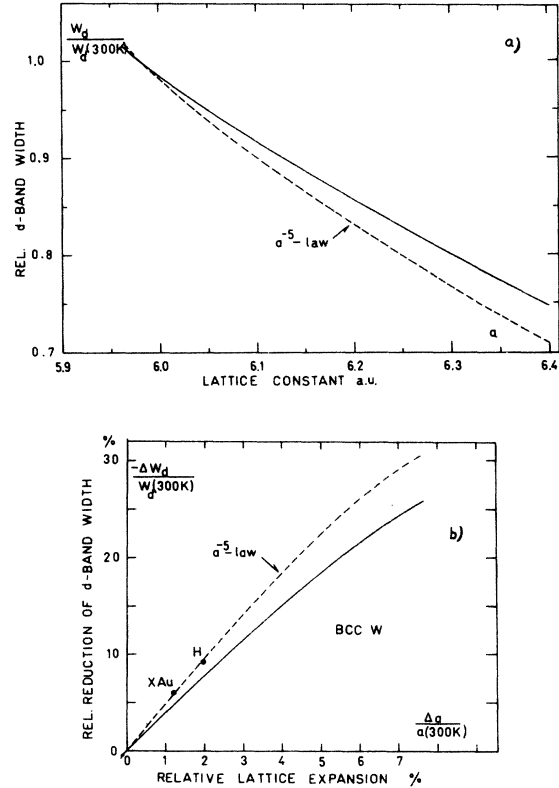 W_d
W_d(300K)
a)
1.0
0.9
0.8
0.7
REL. d-BAND WIDTH
a^-5-law
a
5.9 6.0 6.1 6.2 6.3 6.4
LATTICE CONSTANT a.u.
%
30
-ΔW_d
W_d(300K)
b)
a^-5-law
20
BCC W
10
H
XAu
Δa
a(300K)
0
REL. REDUCTION OF d-BAND WIDTH
0 1 2 3 4 5 6 7
RELATIVE LATTICE EXPANSION %